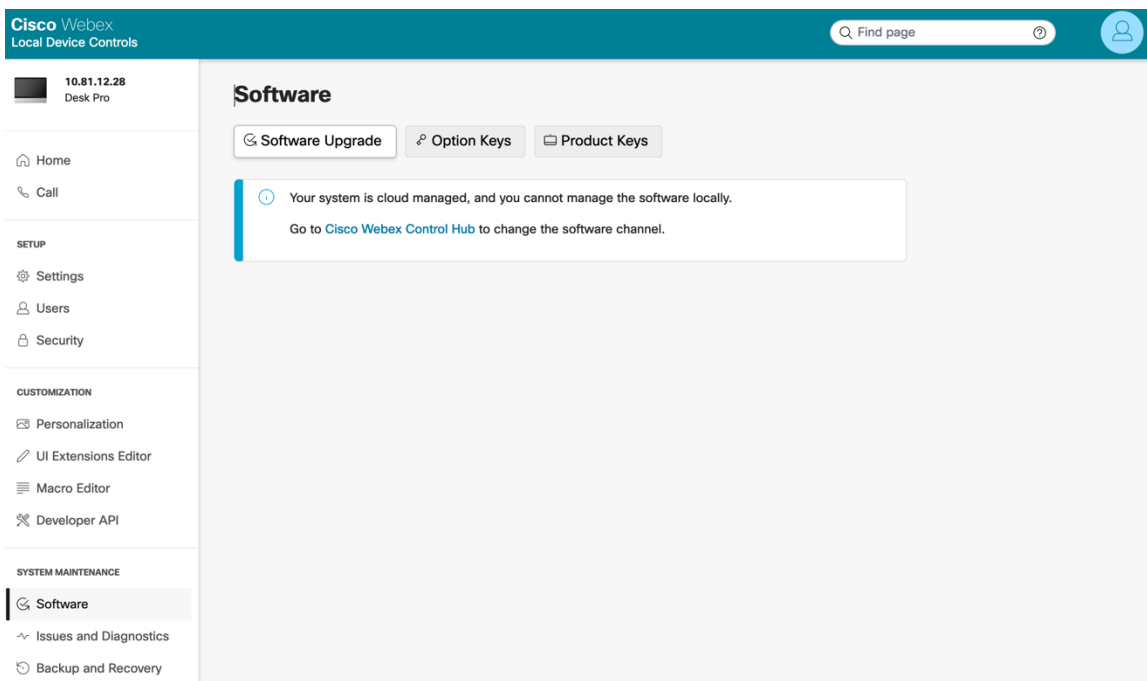 Cisco Webex
Local Device Controls
Find page
10.81.12.28
Desk Pro
Home
Call
SETUP
Settings
Users
Security
CUSTOMIZATION
Personalization
UI Extensions Editor
Macro Editor
Developer API
SYSTEM MAINTENANCE
Software
Issues and Diagnostics
Backup and Recovery
Software
Software Upgrade
Option Keys
Product Keys
Your system is cloud managed, and you cannot manage the software locally.
Go to Cisco Webex Control Hub to change the software channel.